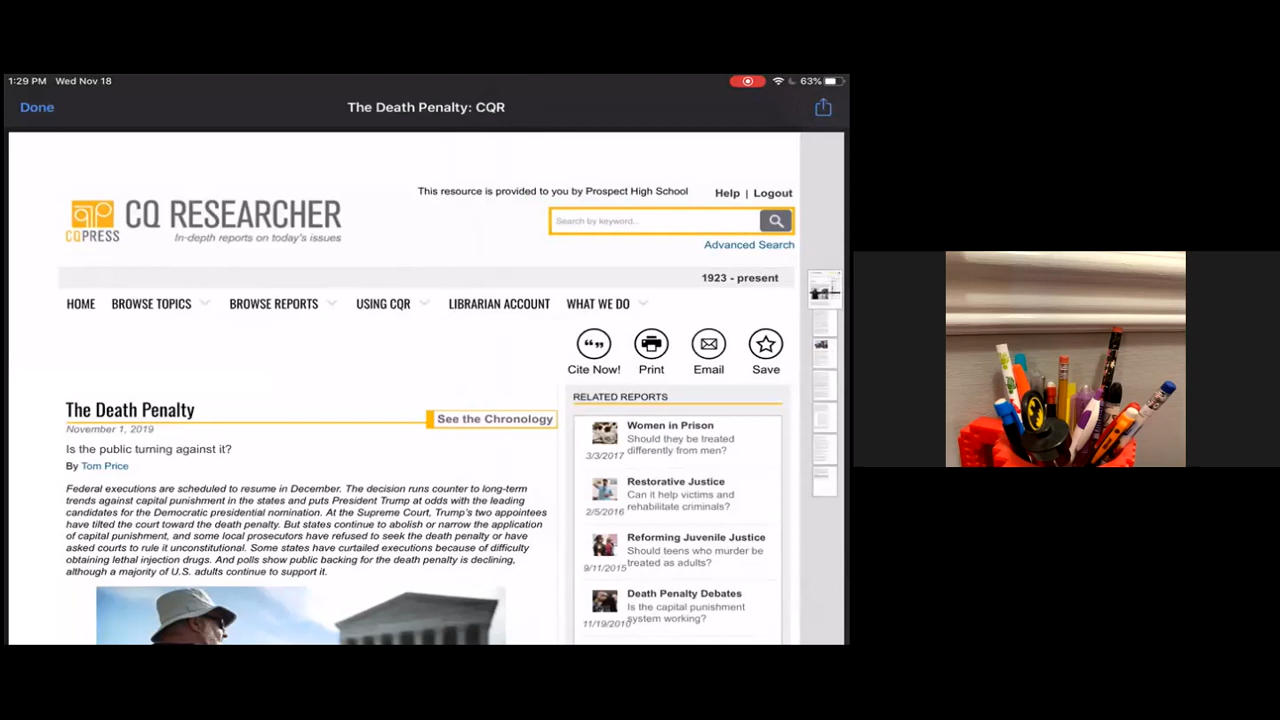 1:29 PM Wed Nov 18
63%
Done
The Death Penalty: CQR
This resource is provided to you by Prospect High School
Help | Logout
CQPRESS
CQ RESEARCHER
In-depth reports on today's issues
Search by keyword...
Advanced Search
1923 - present
HOME BROWSE TOPICS BROWSE REPORTS USING CQR LIBRARIAN ACCOUNT WHAT WE DO
Cite Now! Print Email Save
The Death Penalty
See the Chronology
November 1, 2019
Is the public turning against it?
By Tom Price
Federal executions are scheduled to resume in December. The decision runs counter to long-term
trends against capital punishment in the states and puts President Trump at odds with the leading
candidates for the Democratic presidential nomination. At the Supreme Court, Trump's two appointees
have tilted the court toward the death penalty. But states continue to abolish or narrow the application
of capital punishment, and some local prosecutors have refused to seek the death penalty or have
asked courts to rule it unconstitutional. Some states have curtailed executions because of difficulty
obtaining lethal injection drugs. And polls show public backing for the death penalty is declining,
although a majority of U.S. adults continue to support it.
RELATED REPORTS
Women in Prison
Should they be treated
differently from men?
3/3/2017
Restorative Justice
Can it help victims and
rehabilitate criminals?
2/5/2016
Reforming Juvenile Justice
Should teens who murder be
treated as adults?
9/11/2015
Death Penalty Debates
Is the capital punishment
system working?
11/19/2010